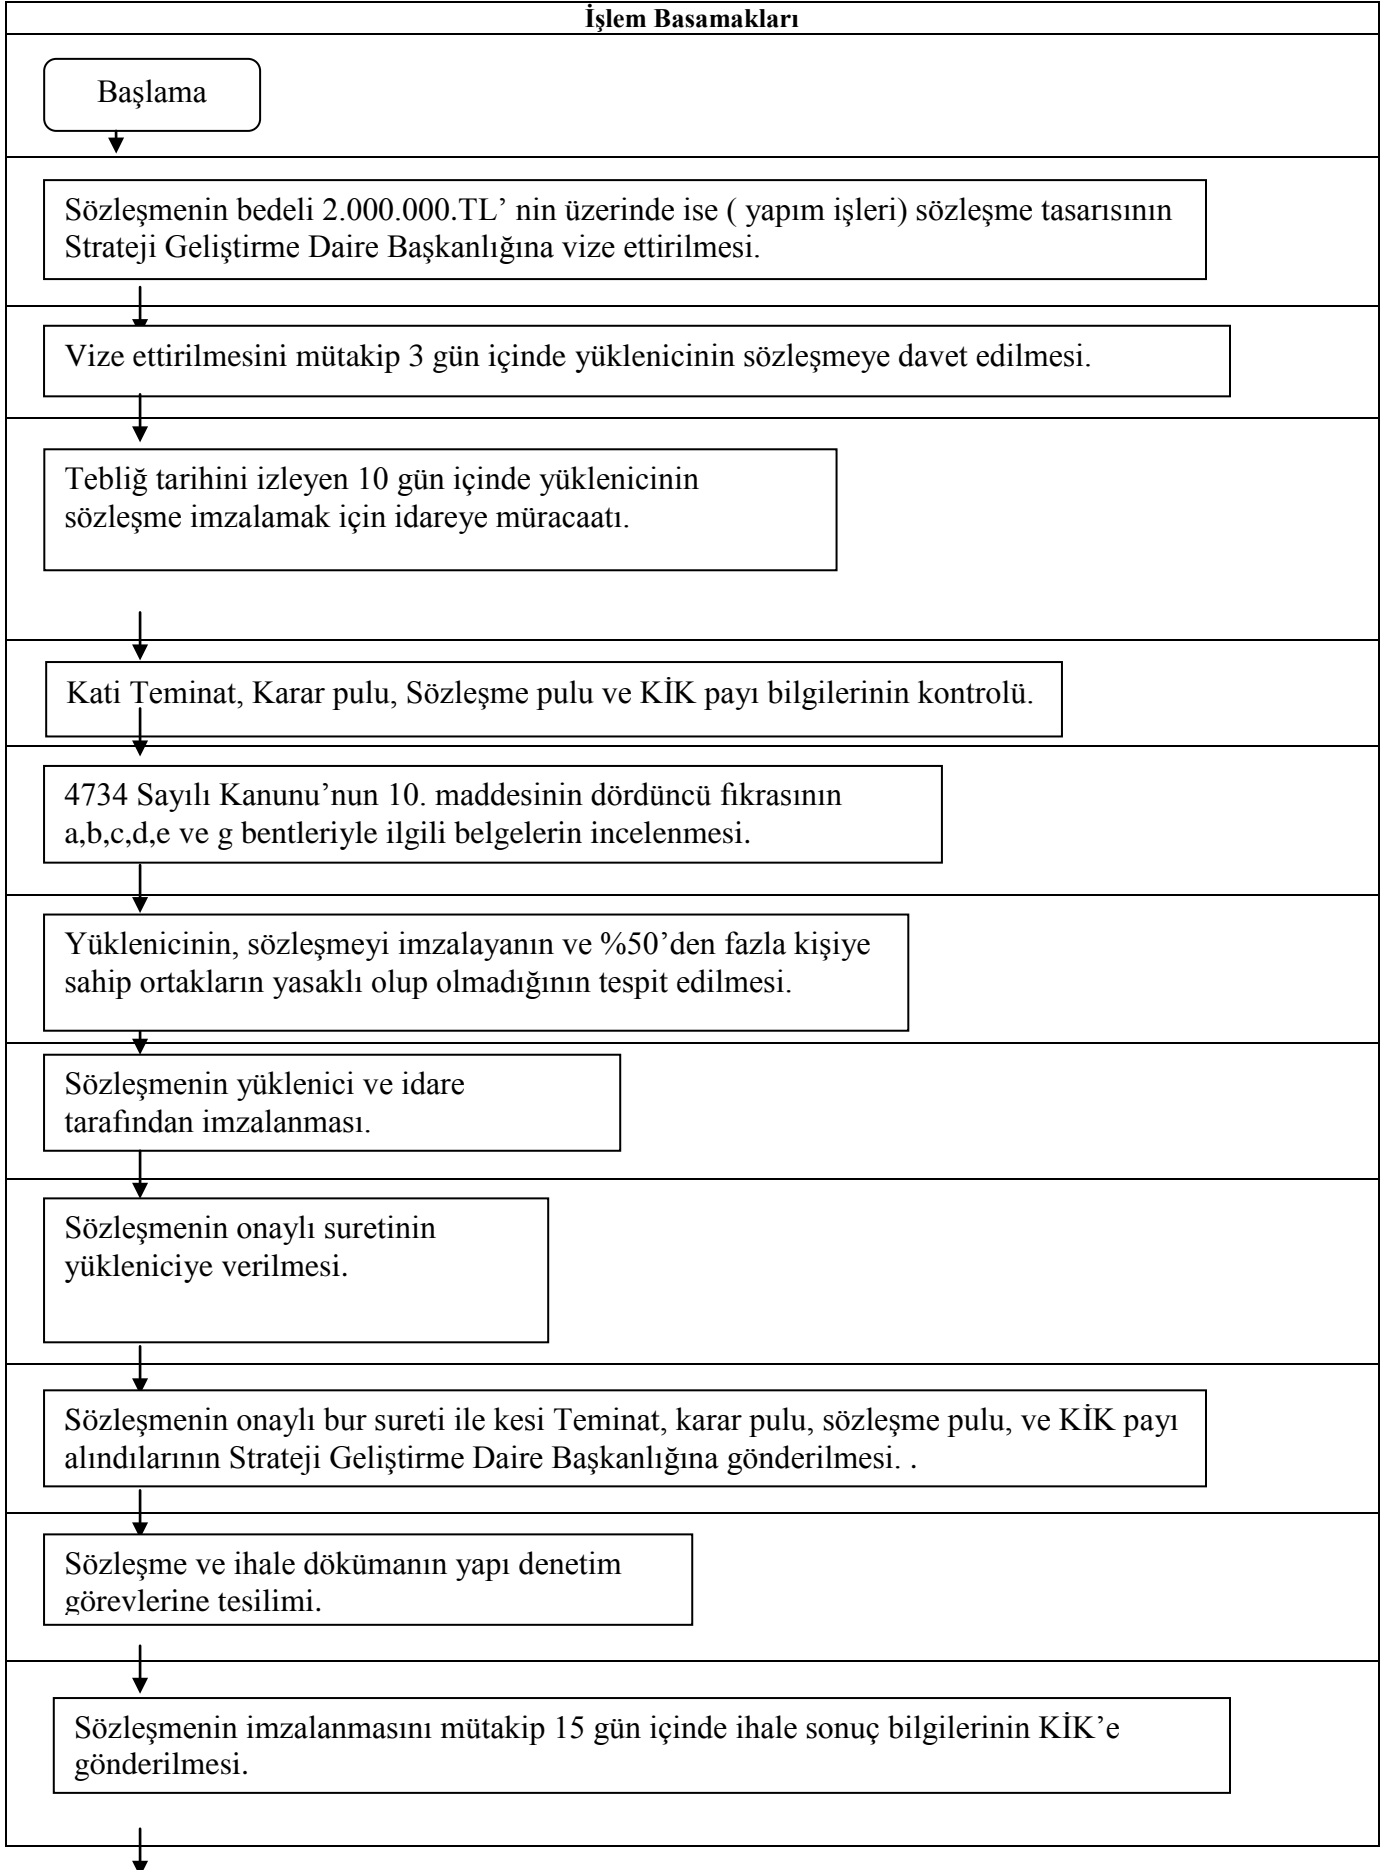 İşlem Basamakları
Başlama
Sözleşmenin bedeli 2.000.000.TL’ nin üzerinde ise ( yapım işleri) sözleşme tasarısının
Strateji Geliştirme Daire Başkanlığına vize ettirilmesi.
Vize ettirilmesini mütakip 3 gün içinde yüklenicinin sözleşmeye davet edilmesi.
Tebliğ tarihini izleyen 10 gün içinde yüklenicinin
sözleşme imzalamak için idareye müracaatı.
Kati Teminat, Karar pulu, Sözleşme pulu ve KİK payı bilgilerinin kontrolü.
4734 Sayılı Kanunu’nun 10. maddesinin dördüncü fıkrasının
a,b,c,d,e ve g bentleriyle ilgili belgelerin incelenmesi.
Yüklenicinin, sözleşmeyi imzalayanın ve %50’den fazla kişiye
sahip ortakların yasaklı olup olmadığının tespit edilmesi.
Sözleşmenin yüklenici ve idare
tarafından imzalanması.
Sözleşmenin onaylı suretinin
yükleniciye verilmesi.
Sözleşmenin onaylı bur sureti ile kesi Teminat, karar pulu, sözleşme pulu, ve KİK payı
alındılarının Strateji Geliştirme Daire Başkanlığına gönderilmesi. .
Sözleşme ve ihale dökümanın yapı denetim
görevlerine tesilimi.
Sözleşmenin imzalanmasını mütakip 15 gün içinde ihale sonuç bilgilerinin KİK’e
gönderilmesi.